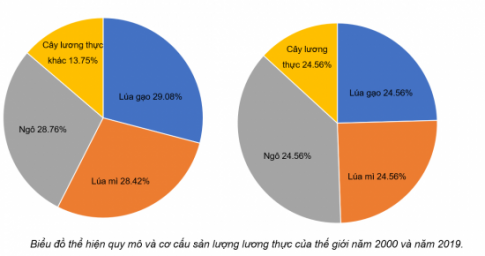 Cây lương thực
khác 13.75%
Lúa gạo 29.08%
Ngô 28.76%
Lúa mì 28.42%
Cây lương
thực 24.56%
Lúa gạo 24.56%
Ngô 24.56%
Lúa mì 24.56%
Biểu đồ thể hiện quy mô và cơ cấu sản lượng lương thực của thế giới năm 2000 và năm 2019.